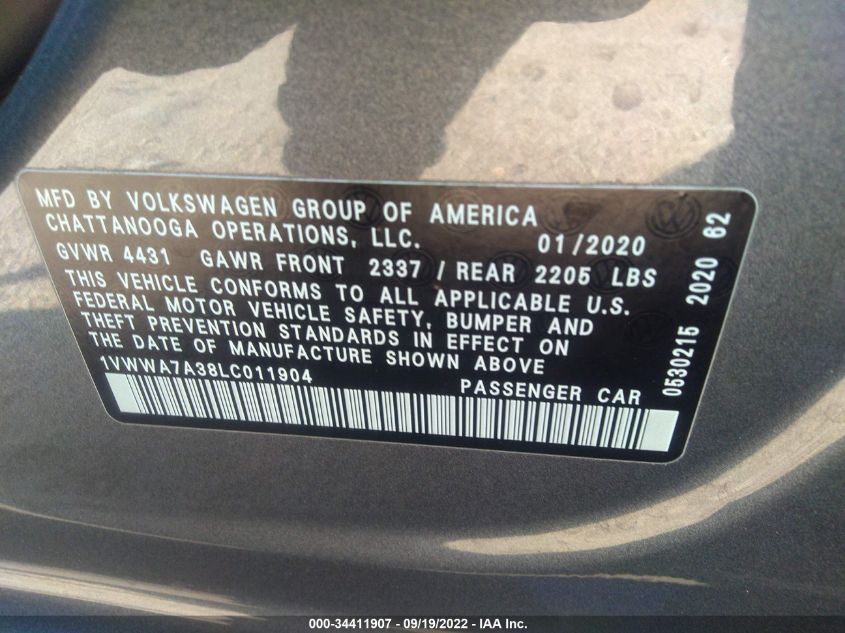 MFD BY VOLKSWAGEN GROUP OF AMERICA
CHATTANOOGA OPERATIONS, LLC. 01/2020
GVWR 4431 GAWR FRONT 2337 / REAR 2205 LBS
THIS VEHICLE CONFORMS TO ALL APPLICABLE U.S.
FEDERAL MOTOR VEHICLE SAFETY, BUMPER AND
THEFT PREVENTION STANDARDS IN EFFECT ON
THE DATE OF MANUFACTURE SHOWN ABOVE
1VWWA7A38LC011904 PASSENGER CAR
0530215 2020 62
000-34411907 - 09/19/2022 - IAA Inc.